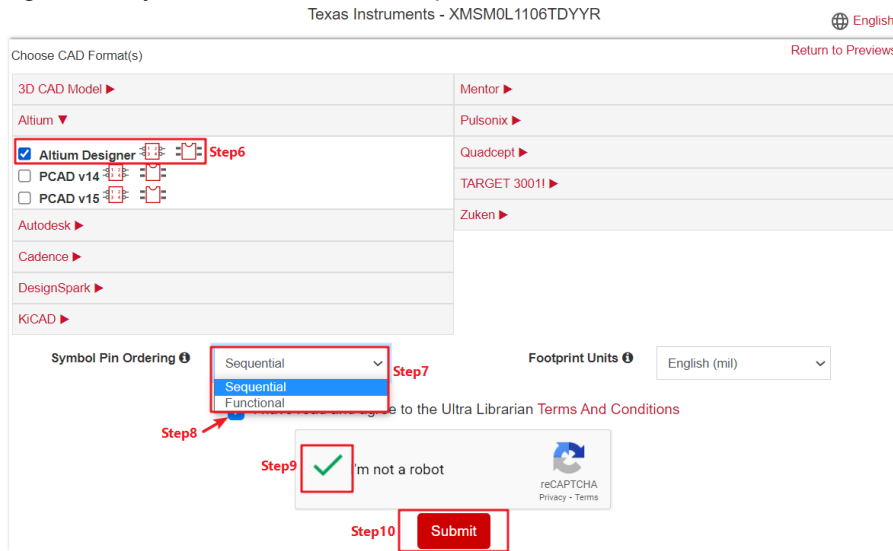 Texas Instruments - XMSM0L1106TDYYR
English
Choose CAD Format(s)
Return to Previews
3D CAD Model ▶
Mentor ▶
Altium ▼
Pulsonix ▶
Altium Designer
Step6
Quadcept ▶
PCAD v14
TARGET 3001! ▶
PCAD v15
Zuken ▶
Autodesk ▶
Cadence ▶
DesignSpark ▶
KiCAD ▶
Symbol Pin Ordering
Sequential
Step7
Footprint Units
English (mil)
Sequential
Functional
agree to the Ultra Librarian Terms And Conditions
Step8
Step9
'm not a robot
reCAPTCHA
Privacy - Terms
Step10
Submit